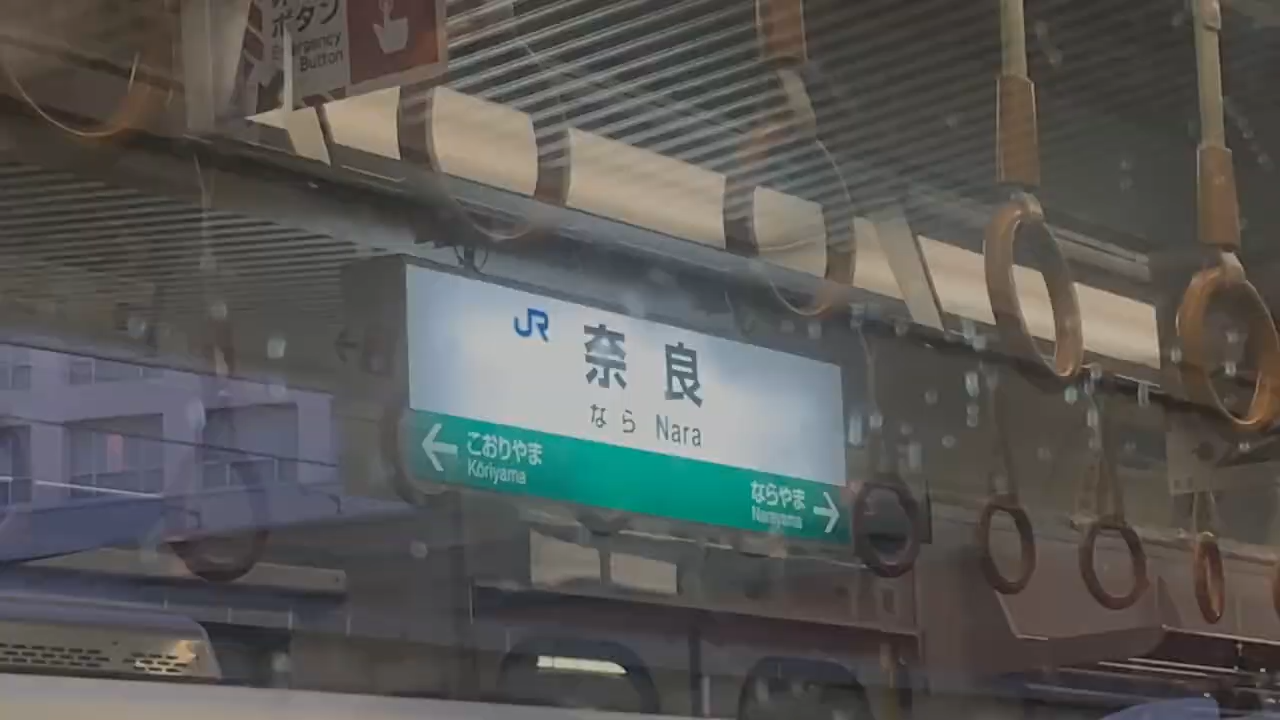 ボタン
Emergency
Button
JR 奈良
なら Nara
← こおりやま
Kōriyama
ならやま →
Narayama